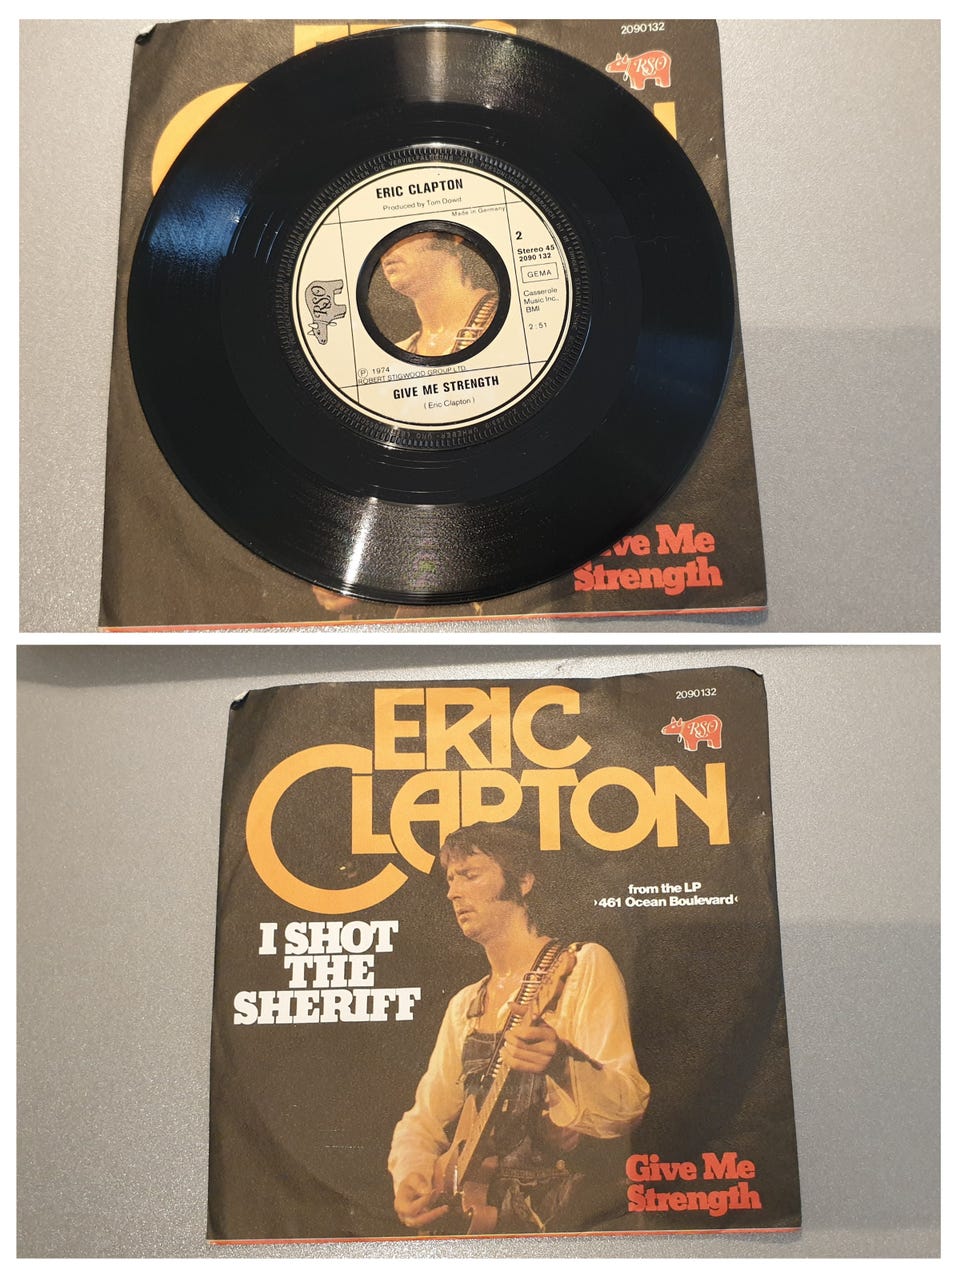 2090132
RSO
ERIC CLAPTON
Produced by Tom Dowd
Made in Germany
2
Stereo 45
2090 132
GEMA
Casserole
Music Inc.,
BMI
2:51
RSO
Ⓟ 1974
ROBERT STIGWOOD GROUP LTD.
GIVE ME STRENGTH
(Eric Clapton)
Me
Strength
2090132
RSO
ERIC
CLAPTON
from the LP
›461 Ocean Boulevard‹
I SHOT
THE
SHERIFF
Give Me
Strength